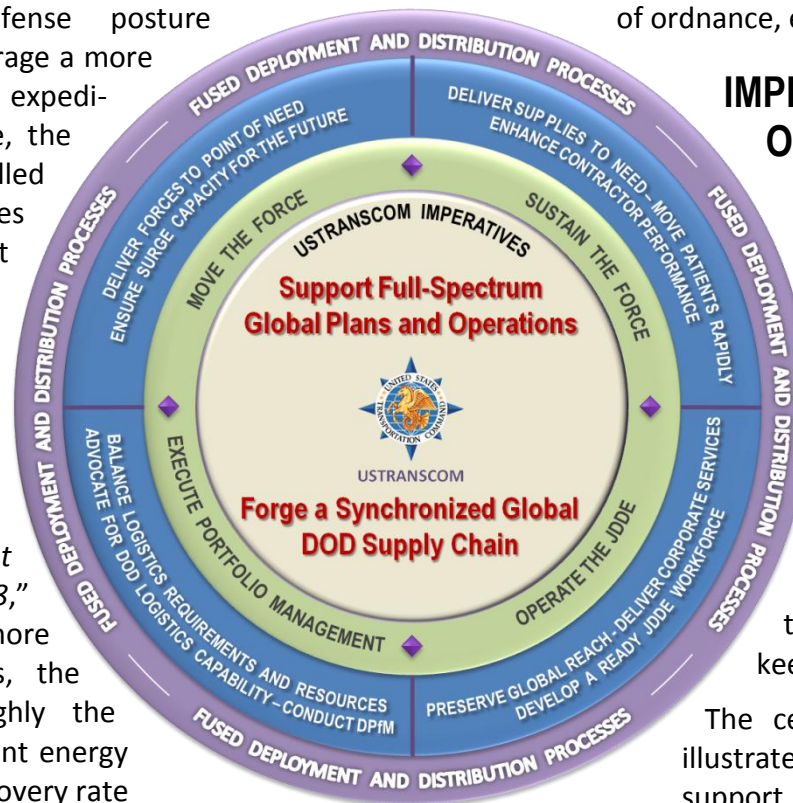 fense posture
rage a more
expedi-
e, the
lled
es
t
t
3,”
more
s, the
ghly the
nt energy
overy rate
of ordnance, e
IMPE
O
FUSED DEPLOYMENT AND DISTRIBUTION PROCESSES
FUSED DEPLOYMENT AND DISTRIBUTION PROCESSES
FUSED DEPLOYMENT AND DISTRIBUTION PROCESSES
FUSED DEPLOYMENT AND DISTRIBUTION PROCESSES
DELIVER FORCES TO POINT OF NEED
ENSURE SURGE CAPACITY FOR THE FUTURE
DELIVER SUPPLIES TO NEED – MOVE PATIENTS RAPIDLY
ENHANCE CONTRACTOR PERFORMANCE
MOVE THE FORCE
SUSTAIN THE FORCE
USTRANSCOM IMPERATIVES
Support Full-Spectrum
Global Plans and Operations
UNITED STATES
TRANSPORTATION COMMAND
USTRANSCOM
Forge a Synchronized Global
DOD Supply Chain
EXECUTE PORTFOLIO MANAGEMENT
OPERATE THE JDDE
BALANCE LOGISTICS REQUIREMENTS AND RESOURCES
ADVOCATE FOR DOD LOGISTICS CAPABILITY – CONDUCT DPfM
PRESERVE GLOBAL REACH - DELIVER CORPORATE SERVICES
DEVELOP A READY JDDE WORKFORCE
t
kee
The ce
illustrate
support